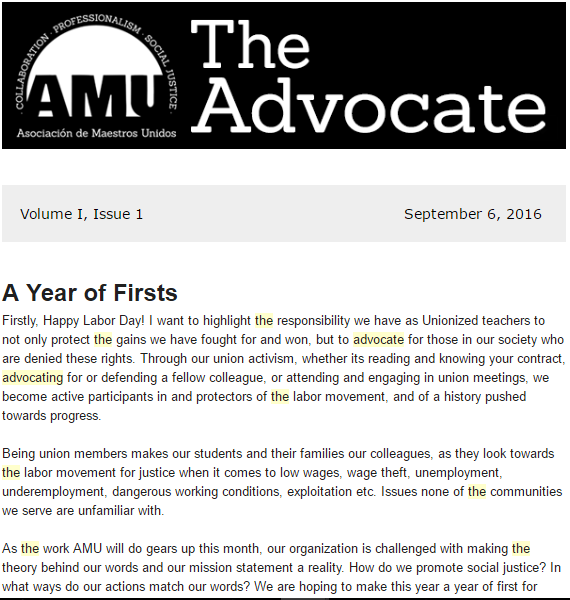 COLLABORATION · PROFESSIONALISM · SOCIAL JUSTICE ·
AMU
Asociación de Maestros Unidos
The
Advocate
Volume I, Issue 1
September 6, 2016
A Year of Firsts
Firstly, Happy Labor Day! I want to highlight the responsibility we have as Unionized teachers to
not only protect the gains we have fought for and won, but to advocate for those in our society who
are denied these rights. Through our union activism, whether its reading and knowing your contract,
advocating for or defending a fellow colleague, or attending and engaging in union meetings, we
become active participants in and protectors of the labor movement, and of a history pushed
towards progress.
Being union members makes our students and their families our colleagues, as they look towards
the labor movement for justice when it comes to low wages, wage theft, unemployment,
underemployment, dangerous working conditions, exploitation etc. Issues none of the communities
we serve are unfamiliar with.
As the work AMU will do gears up this month, our organization is challenged with making the
theory behind our words and our mission statement a reality. How do we promote social justice? In
what ways do our actions match our words? We are hoping to make this year a year of first for